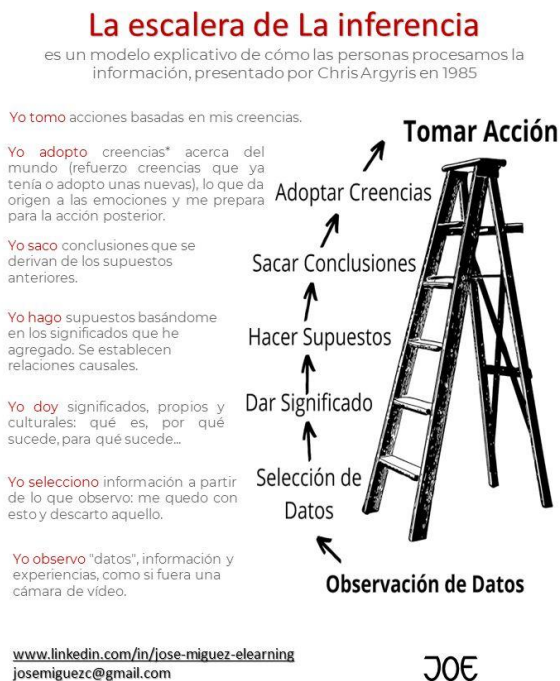 La escalera de La inferencia
es un modelo explicativo de cómo las personas procesamos la
información, presentado por Chris Argyris en 1985
Yo tomo acciones basadas en mis creencias.
Yo adopto creencias* acerca del
mundo (refuerzo creencias que ya
tenía o adopto unas nuevas), lo que da
origen a las emociones y me prepara
para la acción posterior.
Yo saco conclusiones que se
derivan de los supuestos
anteriores.
Yo hago supuestos basándome
en los significados que he
agregado. Se establecen
relaciones causales.
Yo doy significados, propios y
culturales: qué es, por qué
sucede, para qué sucede...
Yo selecciono información a partir
de lo que observo: me quedo con
esto y descarto aquello.
Yo observo "datos", información y
experiencias, como si fuera una
cámara de vídeo.
Tomar Acción
Adoptar Creencias
Sacar Conclusiones
Hacer Supuestos
Dar Significado
Selección de
Datos
Observación de Datos
www.linkedin.com/in/jose-miguez-elearning
josemiguezc@gmail.com
JOE